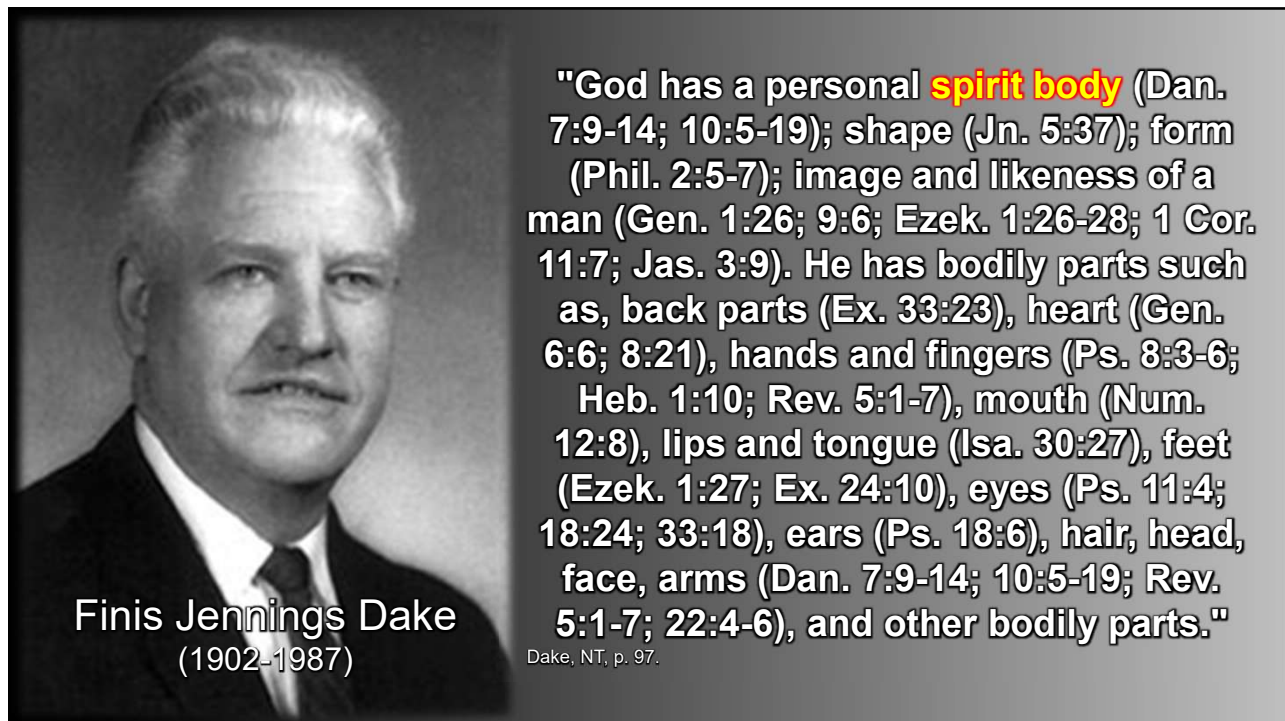 "God has a personal spirit body (Dan.
7:9-14; 10:5-19); shape (Jn. 5:37); form
(Phil. 2:5-7); image and likeness of a
man (Gen. 1:26; 9:6; Ezek. 1:26-28; 1 Cor.
11:7; Jas. 3:9). He has bodily parts such
as, back parts (Ex. 33:23), heart (Gen.
6:6; 8:21), hands and fingers (Ps. 8:3-6;
Heb. 1:10; Rev. 5:1-7), mouth (Num.
12:8), lips and tongue (Isa. 30:27), feet
(Ezek. 1:27; Ex. 24:10), eyes (Ps. 11:4;
18:24; 33:18), ears (Ps. 18:6), hair, head,
face, arms (Dan. 7:9-14; 10:5-19; Rev.
5:1-7; 22:4-6), and other bodily parts."
Dake, NT, p. 97.
Finis Jennings Dake
(1902-1987)